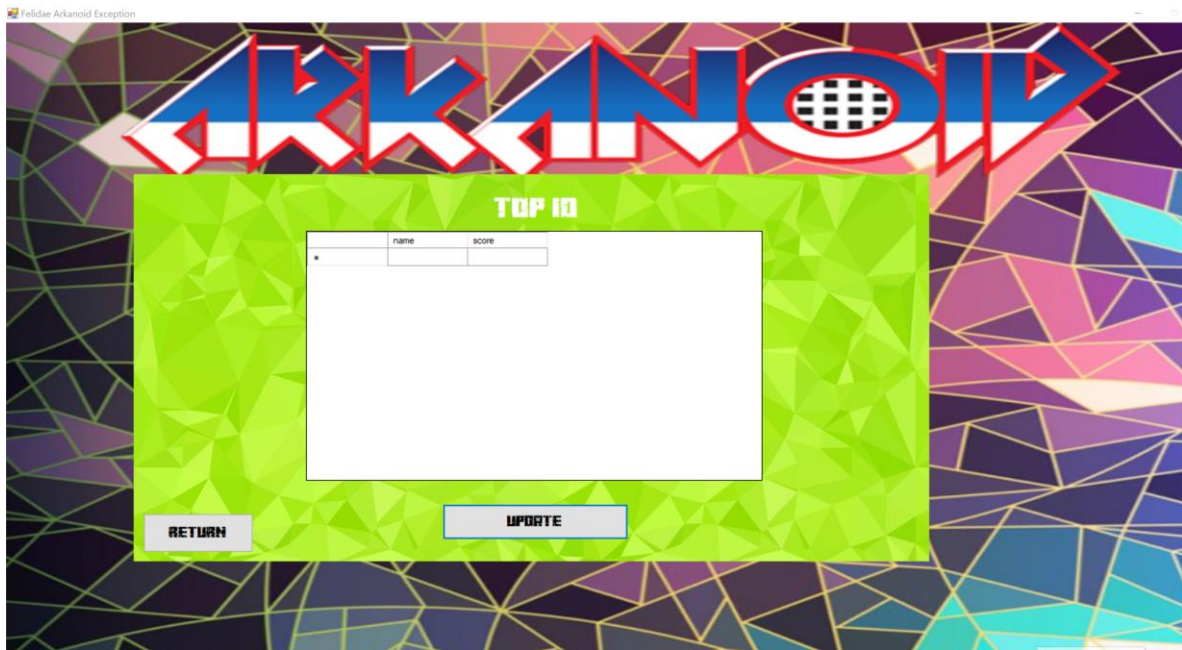 Felidae Arkanoid Exception
ARKANOID
TOP 10
name score
*
RETURN
UPDATE